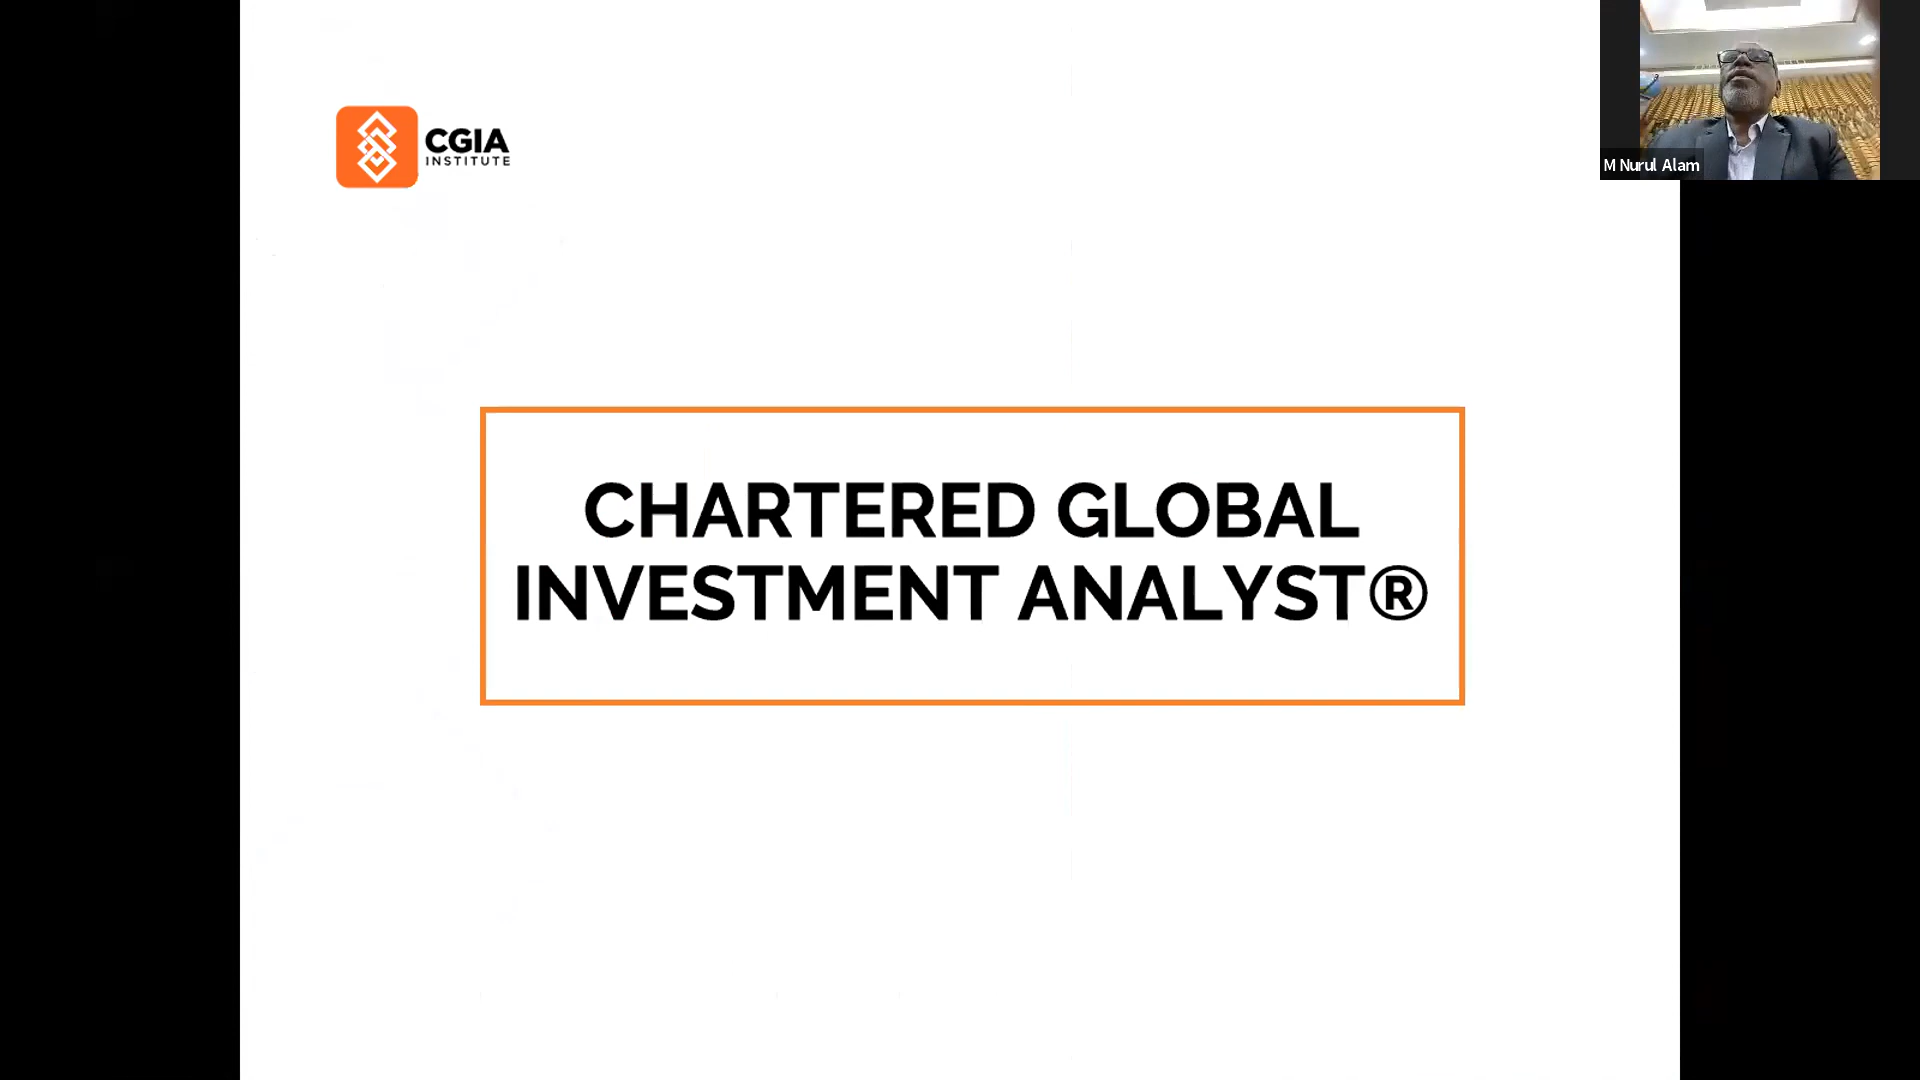 CGIA
INSTITUTE
M Nurul Alam
CHARTERED GLOBAL
INVESTMENT ANALYST®